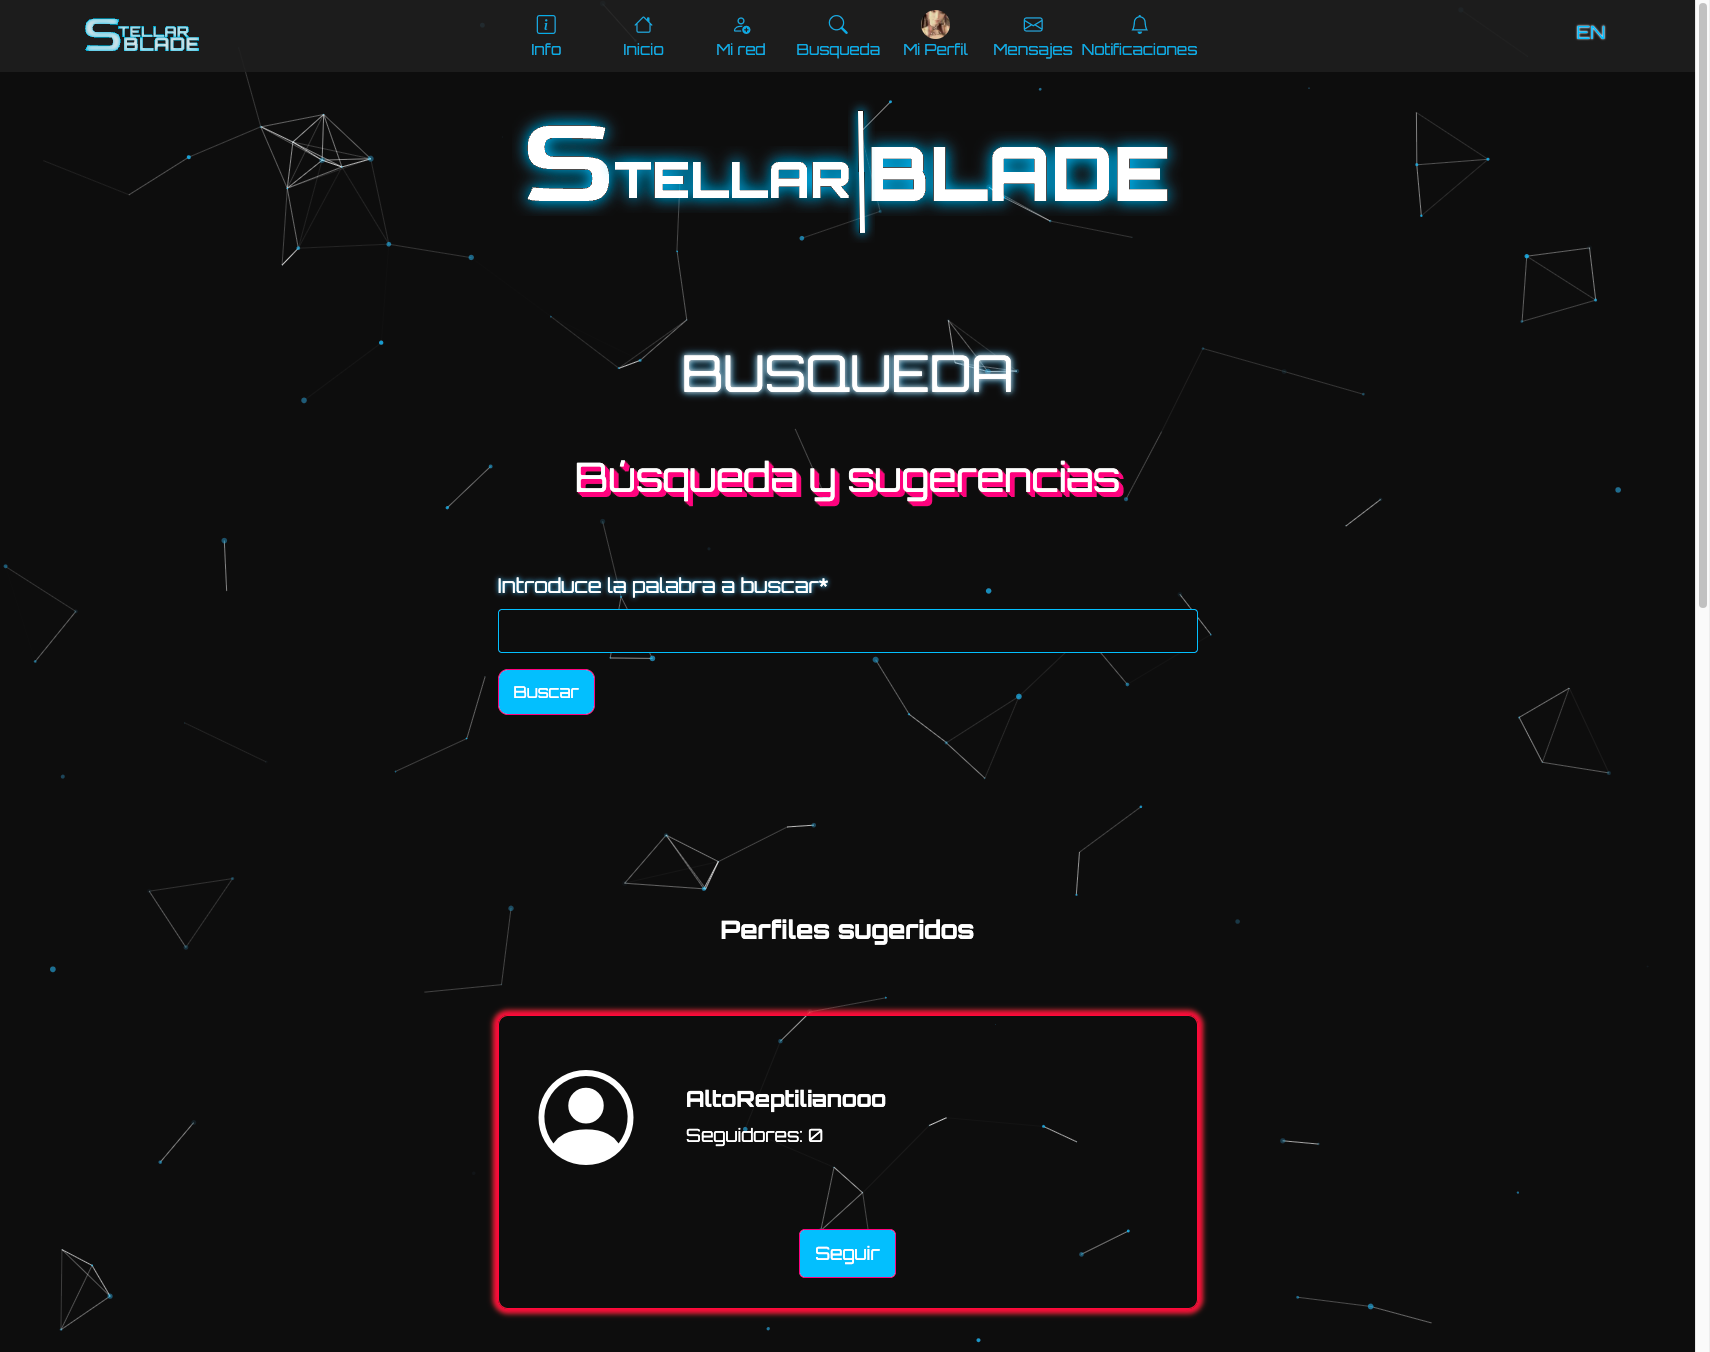 STELLAR
BLADE
Info
Inicio
Mi red
Busqueda
Mi Perfil
Mensajes
Notificaciones
EN
STELLAR|BLADE
BUSQUEDA
Búsqueda y sugerencias
Introduce la palabra a buscar*
Buscar
Perfiles sugeridos
AltoReptilianooo
Seguidores: 0
Seguir